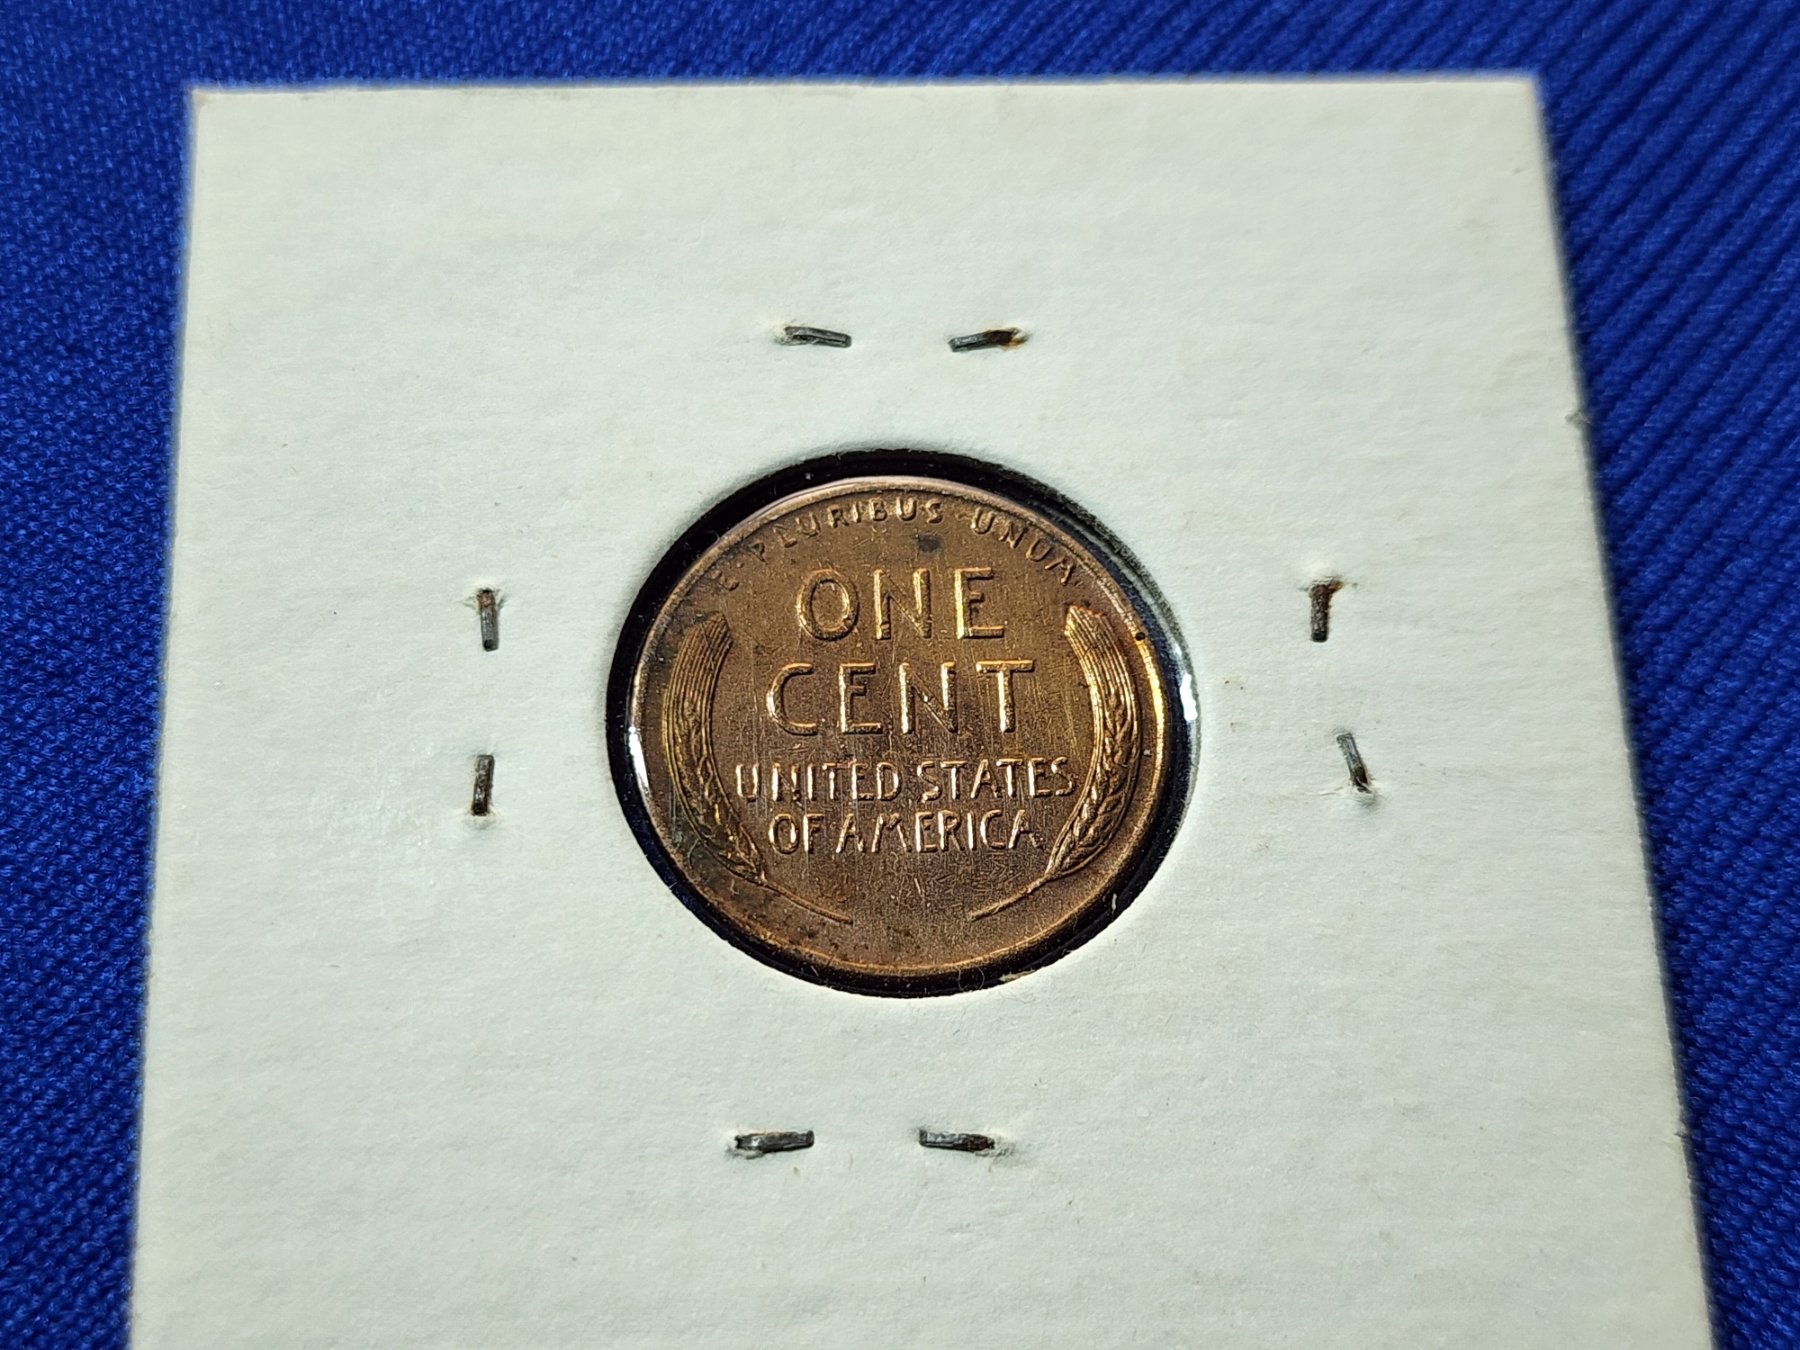 E · PLURIBUS · UNUM
ONE
CENT
UNITED STATES
OF AMERICA